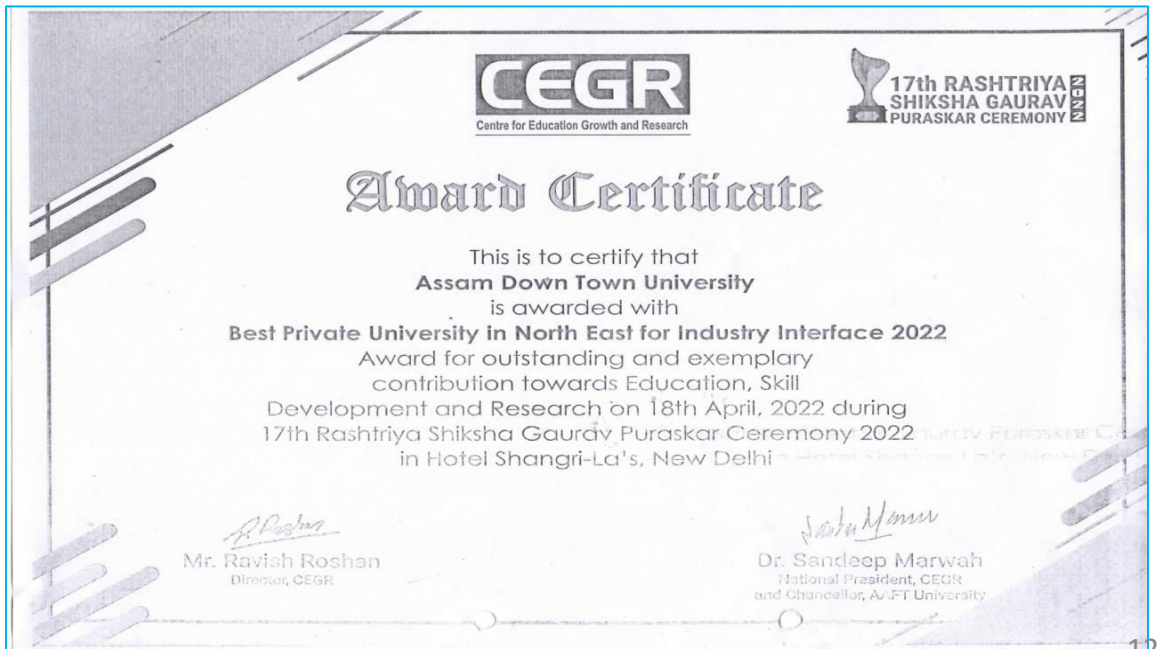 CEGR
Centre for Education Growth and Research
17th RASHTRIYA
SHIKSHA GAURAV
PURASKAR CEREMONY
2022
Award Certificate
This is to certify that
Assam Down Town University
is awarded with
Best Private University in North East for Industry Interface 2022
Award for outstanding and exemplary
contribution towards Education, Skill
Development and Research on 18th April, 2022 during
17th Rashtriya Shiksha Gaurav Puraskar Ceremony 2022
in Hotel Shangri-La's, New Delhi
Mr. Ravish Roshan
Director, CEGR
Dr. Sandeep Marwah
National President, CEGR
and Chancellor, AAFT University
12